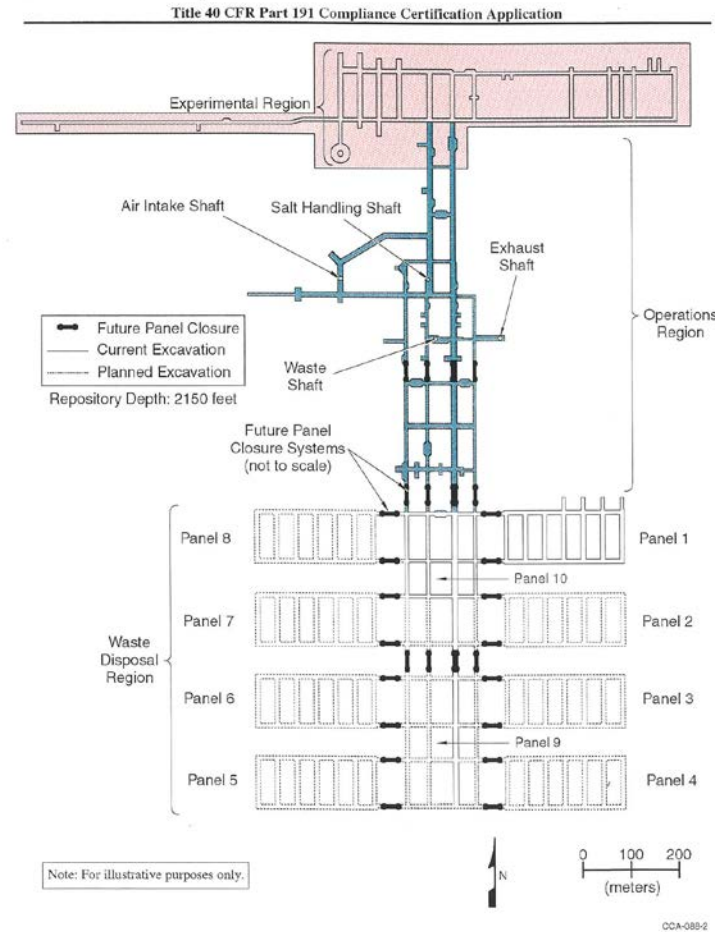 Title 40 CFR Part 191 Compliance Certification Application
Experimental Region
Air Intake Shaft
Salt Handling Shaft
Exhaust
Shaft
Operations
Region
Future Panel Closure
Current Excavation
Planned Excavation
Repository Depth: 2150 feet
Waste
Shaft
Future Panel
Closure Systems
(not to scale)
Panel 8
Panel 1
Panel 10
Panel 7
Panel 2
Waste
Disposal
Region
Panel 6
Panel 3
Panel 9
Panel 5
Panel 4
Note: For illustrative purposes only.
N
0 100 200
(meters)
CCA-088-2